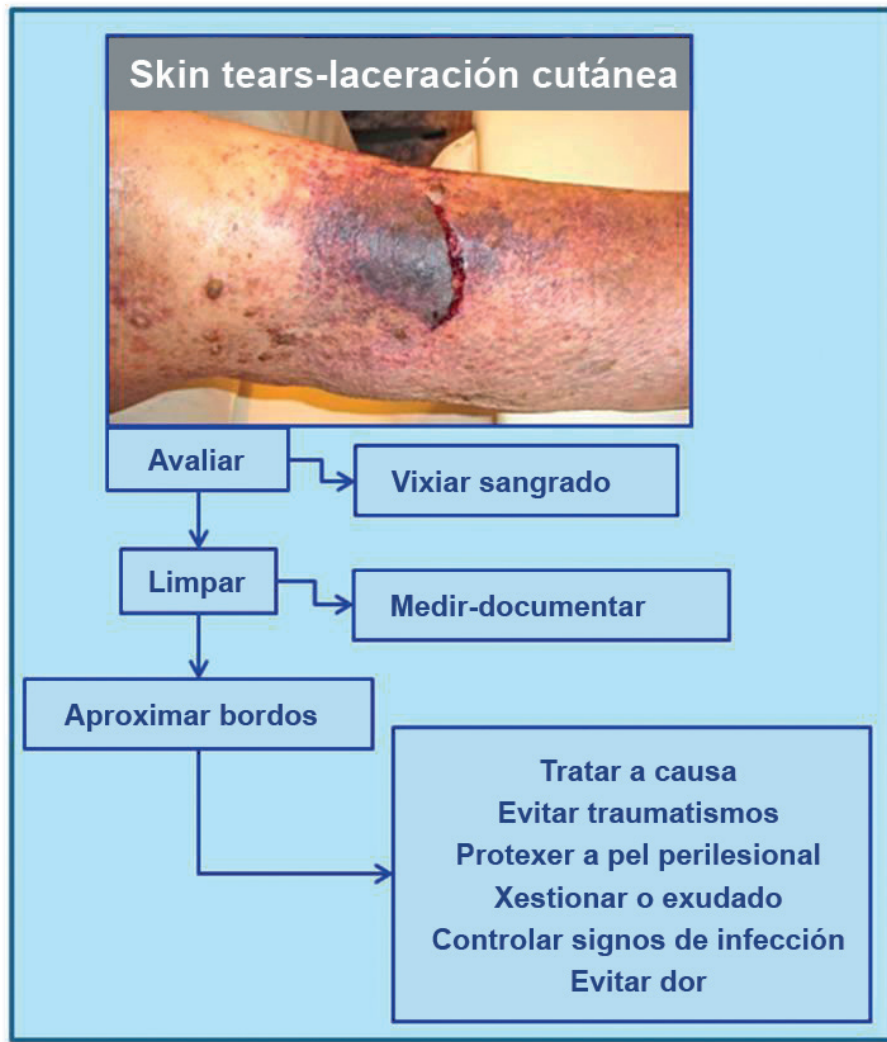 Skin tears-laceración cutánea
Avaliar
Vixiar sangrado
Limpar
Medir-documentar
Aproximar bordos
Tratar a causa
Evitar traumatismos
Protexer a pel perilesional
Xestionar o exudado
Controlar signos de infección
Evitar dor